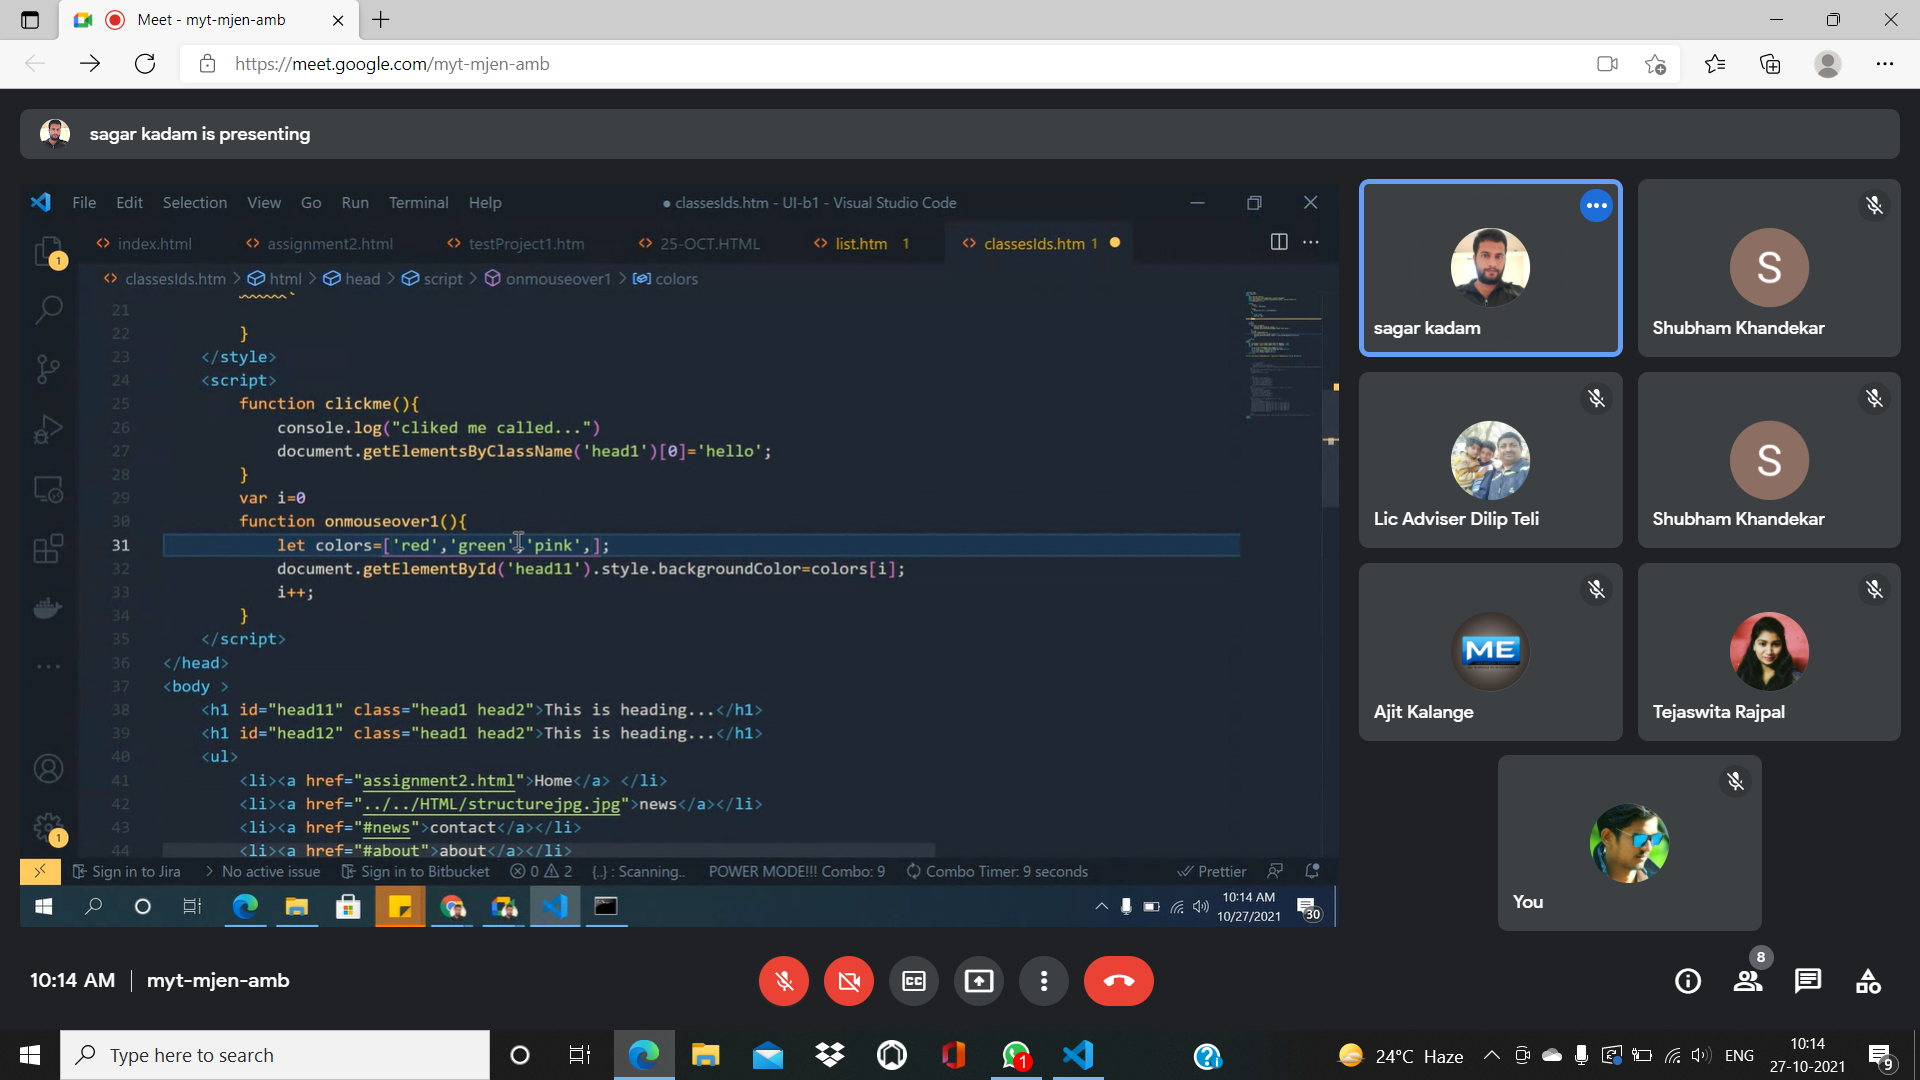 Meet - myt-mjen-amb
https://meet.google.com/myt-mjen-amb
sagar kadam is presenting
File Edit Selection View Go Run Terminal Help
● classesIds.htm - UI-b1 - Visual Studio Code
index.html
assignment2.html
testProject1.htm
25-OCT.HTML
list.htm 1
classesIds.htm 1
classesIds.htm > html > head > script > onmouseover1 > colors
1
21
22 }
23 </style>
24 <script>
25 function clickme(){
26 console.log("cliked me called...")
27 document.getElementsByClassName('head1')[0]='hello';
28 }
29 var i=0
30 function onmouseover1(){
31 let colors=['red','green','pink',];
32 document.getElementById('head11').style.backgroundColor=colors[i];
33 i++;
34 }
35 </script>
36 </head>
37 <body >
38 <h1 id="head11" class="head1 head2">This is heading...</h1>
39 <h1 id="head12" class="head1 head2">This is heading...</h1>
40 <ul>
41 <li><a href="assignment2.html">Home</a> </li>
42 <li><a href="../../HTML/structurejpg.jpg">news</a></li>
43 <li><a href="#news">contact</a></li>
44 <li><a href="#about">about</a></li>
1
Sign in to Jira
No active issue
Sign in to Bitbucket
0 2
{..} : Scanning..
POWER MODE!!! Combo: 9
Combo Timer: 9 seconds
Prettier
10:14 AM
10/27/2021
30
sagar kadam
S
Shubham Khandekar
Lic Adviser Dilip Teli
S
Shubham Khandekar
ME
Ajit Kalange
Tejaswita Rajpal
You
10:14 AM | myt-mjen-amb
CC
8
Type here to search
1
24°C Haze
ENG
10:14
27-10-2021
9